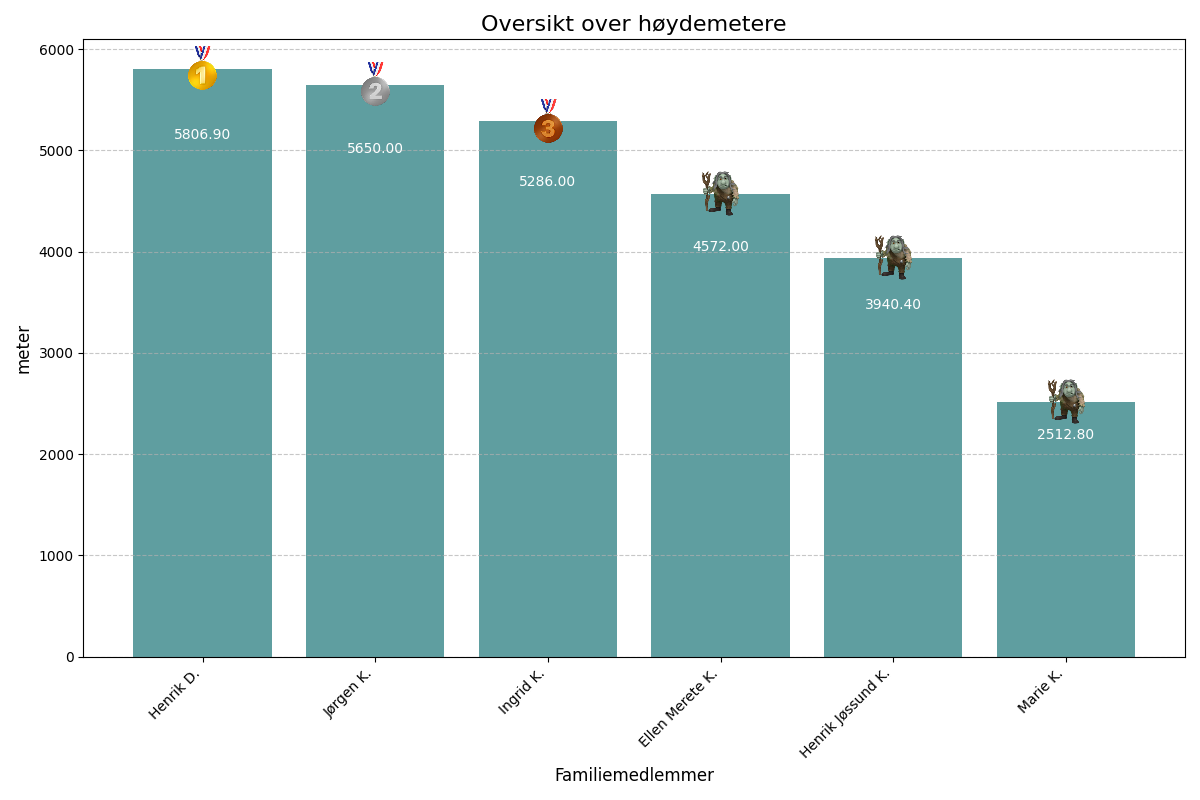 Oversikt over høydemetere
meter
6000
5000
4000
3000
2000
1000
0
1
2
3
5806.90
5650.00
5286.00
4572.00
3940.40
2512.80
Henrik D.
Jørgen K.
Ingrid K.
Ellen Merete K.
Henrik Jøssund K.
Marie K.
Familiemedlemmer